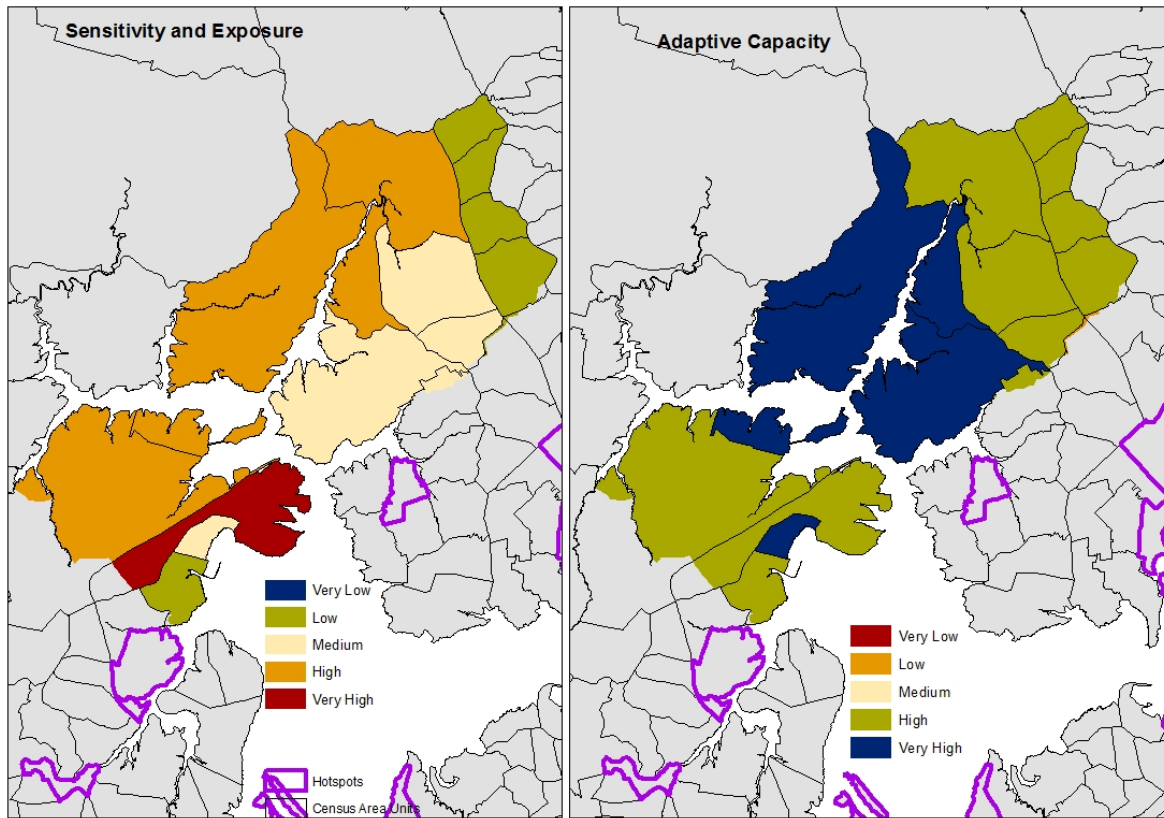 Sensitivity and Exposure
Very Low
Low
Medium
High
Very High
Hotspots
Census Area Units
Adaptive Capacity
Very Low
Low
Medium
High
Very High